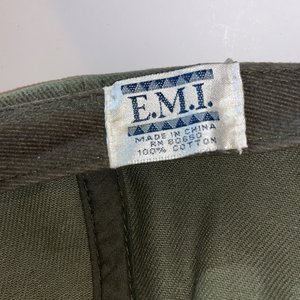 E.M.I.
MADE IN CHINA
RN 80650
100% COTTON